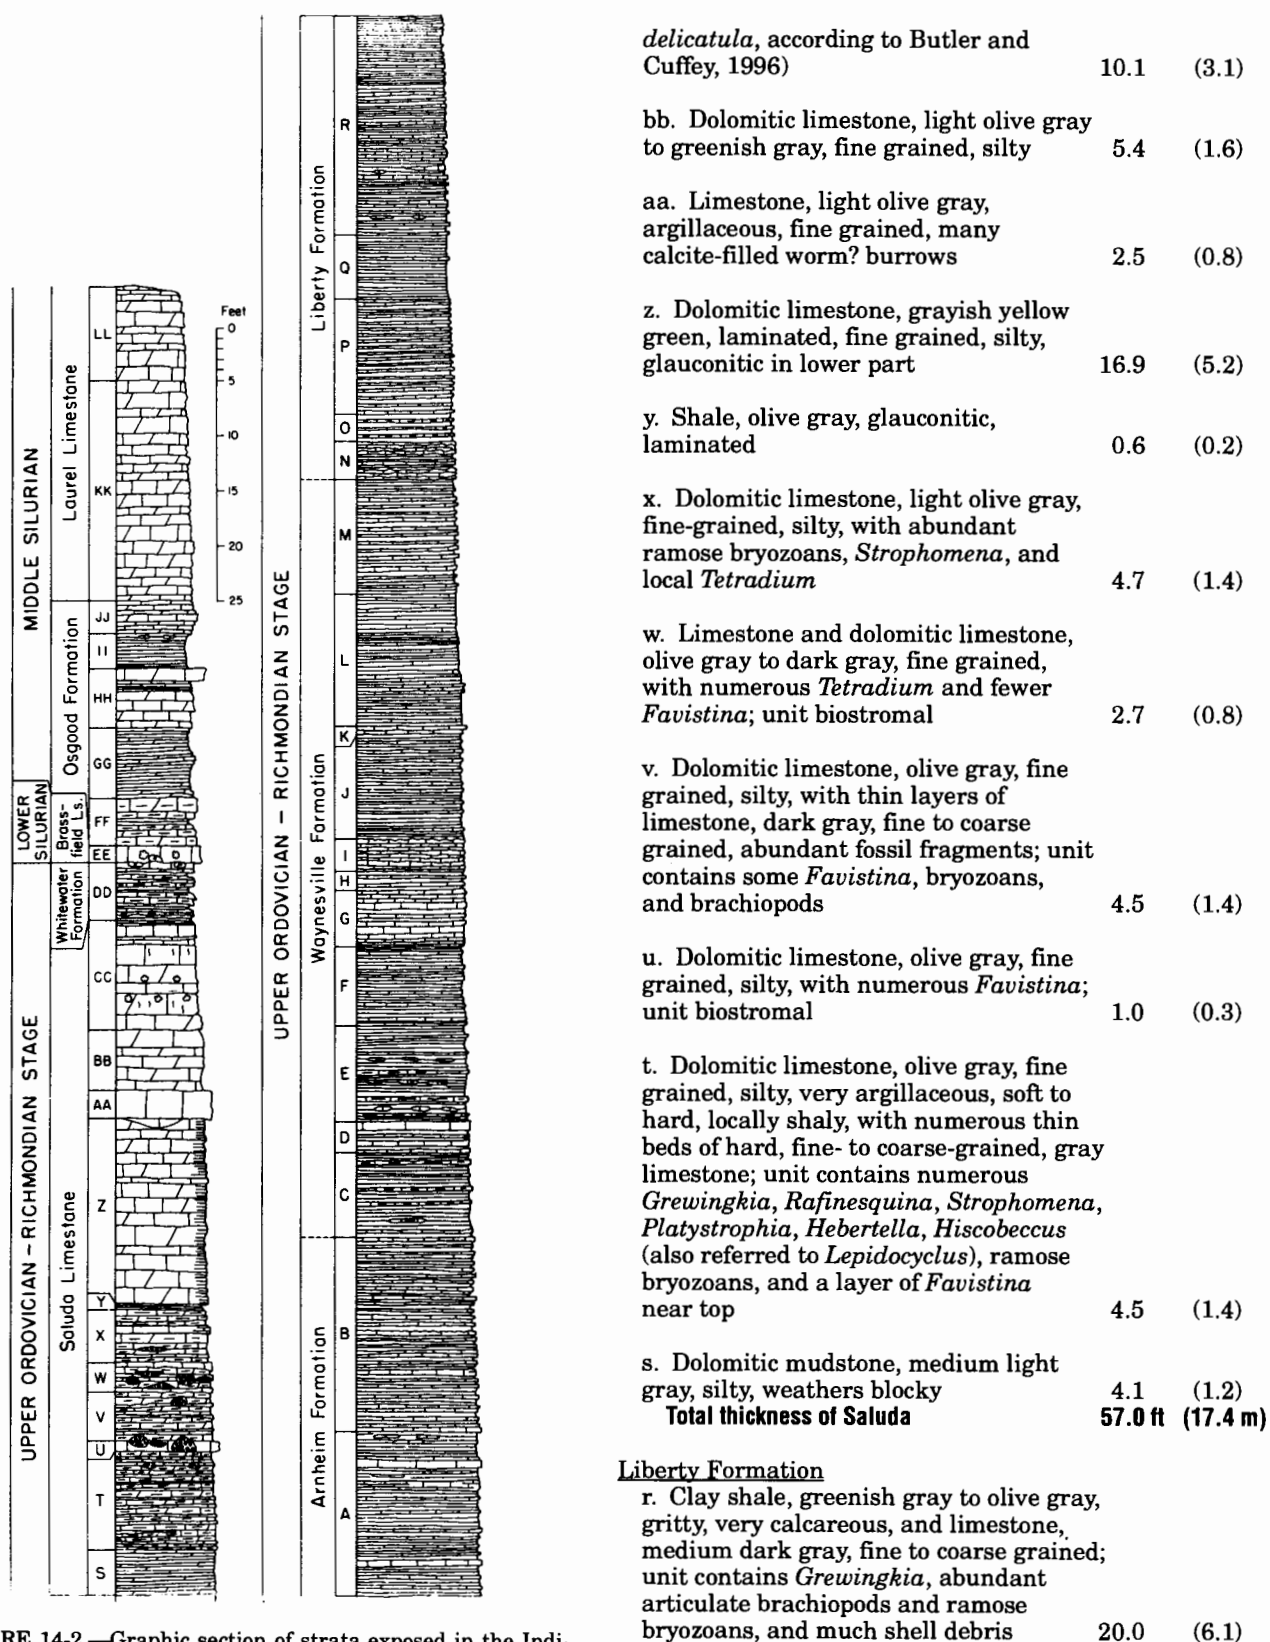 MIDDLE SILURIAN
LOWER
SILURIAN
UPPER ORDOVICIAN – RICHMONDIAN STAGE
Laurel Limestone
Osgood Formation
Brass-
field Ls.
Whitewater
Formation
Saluda Limestone
LL
KK
JJ
II
HH
GG
FF
EE
DD
CC
BB
AA
Z
Y
X
W
V
U
T
S
Feet
0
5
10
15
20
25
UPPER ORDOVICIAN – RICHMONDIAN STAGE
Liberty Formation
Waynesville Formation
Arnheim Formation
R
Q
P
O
N
M
L
K
J
I
H
G
F
E
D
C
B
A
RE 14-2.—Graphic section of strata exposed in the Indi-
delicatula, according to Butler and
Cuffey, 1996) 10.1 (3.1)
bb. Dolomitic limestone, light olive gray
to greenish gray, fine grained, silty 5.4 (1.6)
aa. Limestone, light olive gray,
argillaceous, fine grained, many
calcite-filled worm? burrows 2.5 (0.8)
z. Dolomitic limestone, grayish yellow
green, laminated, fine grained, silty,
glauconitic in lower part 16.9 (5.2)
y. Shale, olive gray, glauconitic,
laminated 0.6 (0.2)
x. Dolomitic limestone, light olive gray,
fine-grained, silty, with abundant
ramose bryozoans, Strophomena, and
local Tetradium 4.7 (1.4)
w. Limestone and dolomitic limestone,
olive gray to dark gray, fine grained,
with numerous Tetradium and fewer
Favistina; unit biostromal 2.7 (0.8)
v. Dolomitic limestone, olive gray, fine
grained, silty, with thin layers of
limestone, dark gray, fine to coarse
grained, abundant fossil fragments; unit
contains some Favistina, bryozoans,
and brachiopods 4.5 (1.4)
u. Dolomitic limestone, olive gray, fine
grained, silty, with numerous Favistina;
unit biostromal 1.0 (0.3)
t. Dolomitic limestone, olive gray, fine
grained, silty, very argillaceous, soft to
hard, locally shaly, with numerous thin
beds of hard, fine- to coarse-grained, gray
limestone; unit contains numerous
Grewingkia, Rafinesquina, Strophomena,
Platystrophia, Hebertella, Hiscobeccus
(also referred to Lepidocyclus), ramose
bryozoans, and a layer of Favistina
near top 4.5 (1.4)
s. Dolomitic mudstone, medium light
gray, silty, weathers blocky 4.1 (1.2)
Total thickness of Saluda 57.0 ft (17.4 m)
Liberty Formation
r. Clay shale, greenish gray to olive gray,
gritty, very calcareous, and limestone,
medium dark gray, fine to coarse grained;
unit contains Grewingkia, abundant
articulate brachiopods and ramose
bryozoans, and much shell debris 20.0 (6.1)